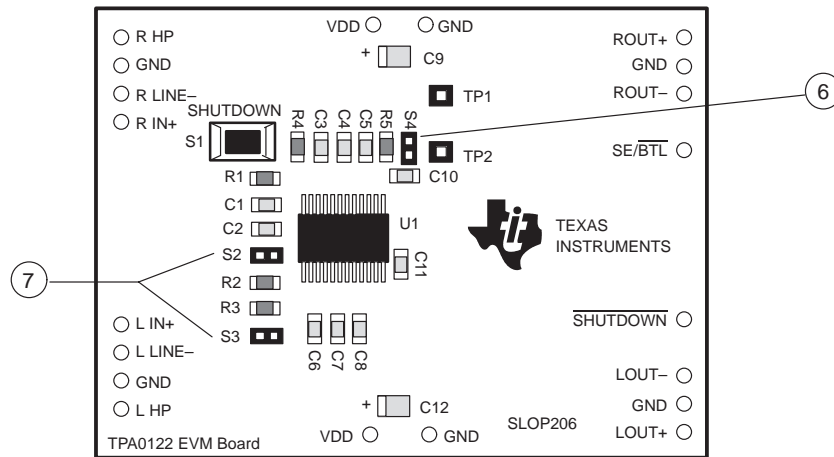 VDD GND
R HP
GND
R LINE–
R IN+
+ C9
ROUT+
GND
ROUT–
6
SHUTDOWN
S1
R4 C3 C4 C5 R5 S4
TP1
TP2
SE/BTL
C10
R1
C1
C2
S2
R2
R3
S3
U1
C11
TEXAS
INSTRUMENTS
7
L IN+
L LINE–
GND
L HP
C6 C7 C8
SHUTDOWN
LOUT–
GND
LOUT+
+ C12
VDD GND
SLOP206
TPA0122 EVM Board